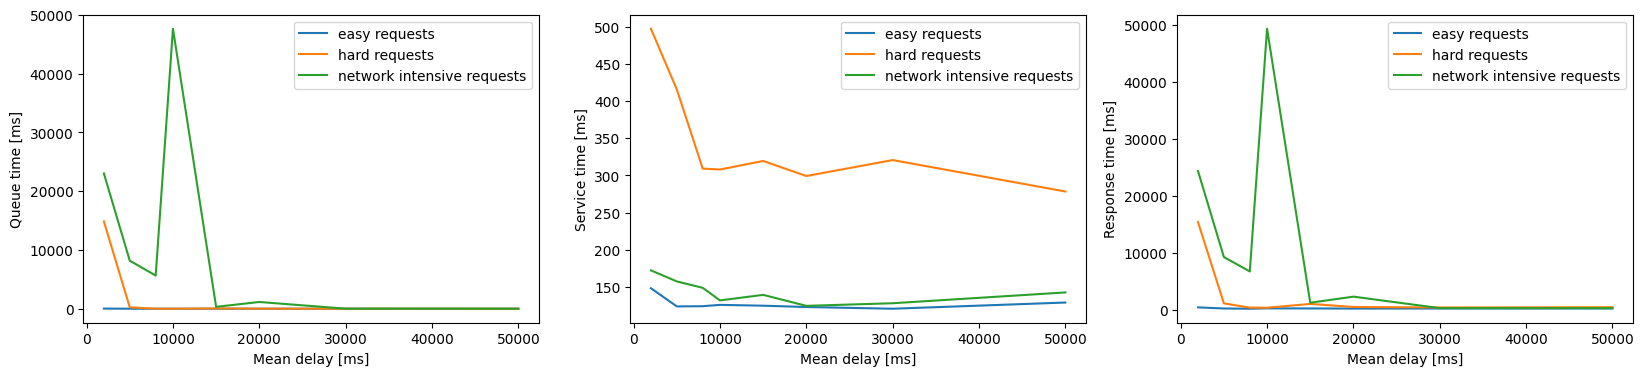 50000
40000
30000
20000
10000
0
Queue time [ms]
0 10000 20000 30000 40000 50000
Mean delay [ms]
easy requests
hard requests
network intensive requests
500
450
400
350
300
250
200
150
Service time [ms]
0 10000 20000 30000 40000 50000
Mean delay [ms]
easy requests
hard requests
network intensive requests
50000
40000
30000
20000
10000
0
Response time [ms]
0 10000 20000 30000 40000 50000
Mean delay [ms]
easy requests
hard requests
network intensive requests